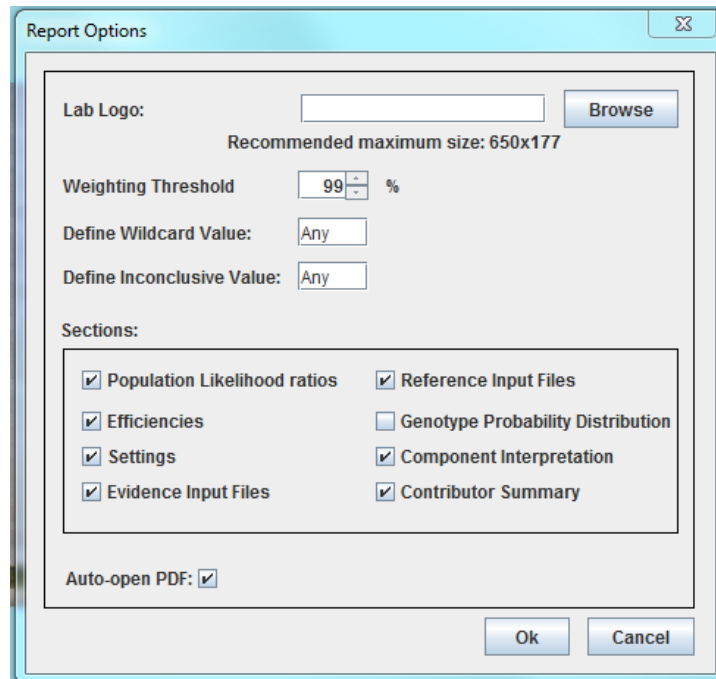 Report Options
Lab Logo:
Browse
Recommended maximum size: 650x177
Weighting Threshold 99 %
Define Wildcard Value: Any
Define Inconclusive Value: Any
Sections:
Population Likelihood ratios Reference Input Files
Efficiencies Genotype Probability Distribution
Settings Component Interpretation
Evidence Input Files Contributor Summary
Auto-open PDF:
Ok Cancel